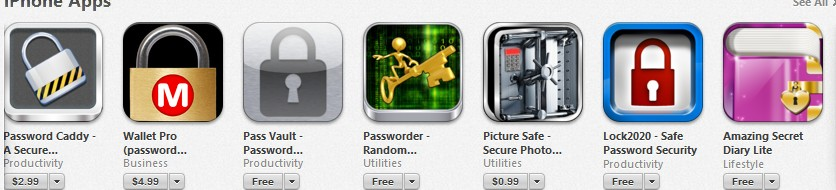 iPhone Apps
See All
Password Caddy -
A Secure...
Productivity
$2.99
M
Wallet Pro
(password...
Business
$4.99
Pass Vault -
Password...
Productivity
Free
Passworder -
Random...
Utilities
Free
Picture Safe -
Secure Photo...
Utilities
$0.99
Lock2020 - Safe
Password Security
Productivity
Free
Amazing Secret
Diary Lite
Lifestyle
Free